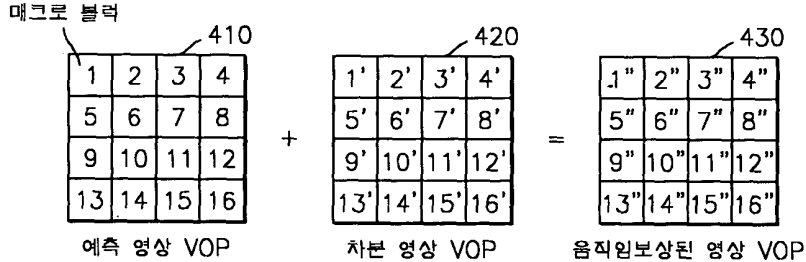 매크로 블럭
410 420 430
1 2 3 4 1' 2' 3' 4' 1" 2" 3" 4"
5 6 7 8 5' 6' 7' 8' 5" 6" 7" 8"
+ =
9 10 11 12 9' 10' 11' 12' 9" 10" 11" 12"
13 14 15 16 13' 14' 15' 16' 13" 14" 15" 16"
예측 영상 VOP 차분 영상 VOP 움직임보상된 영상 VOP